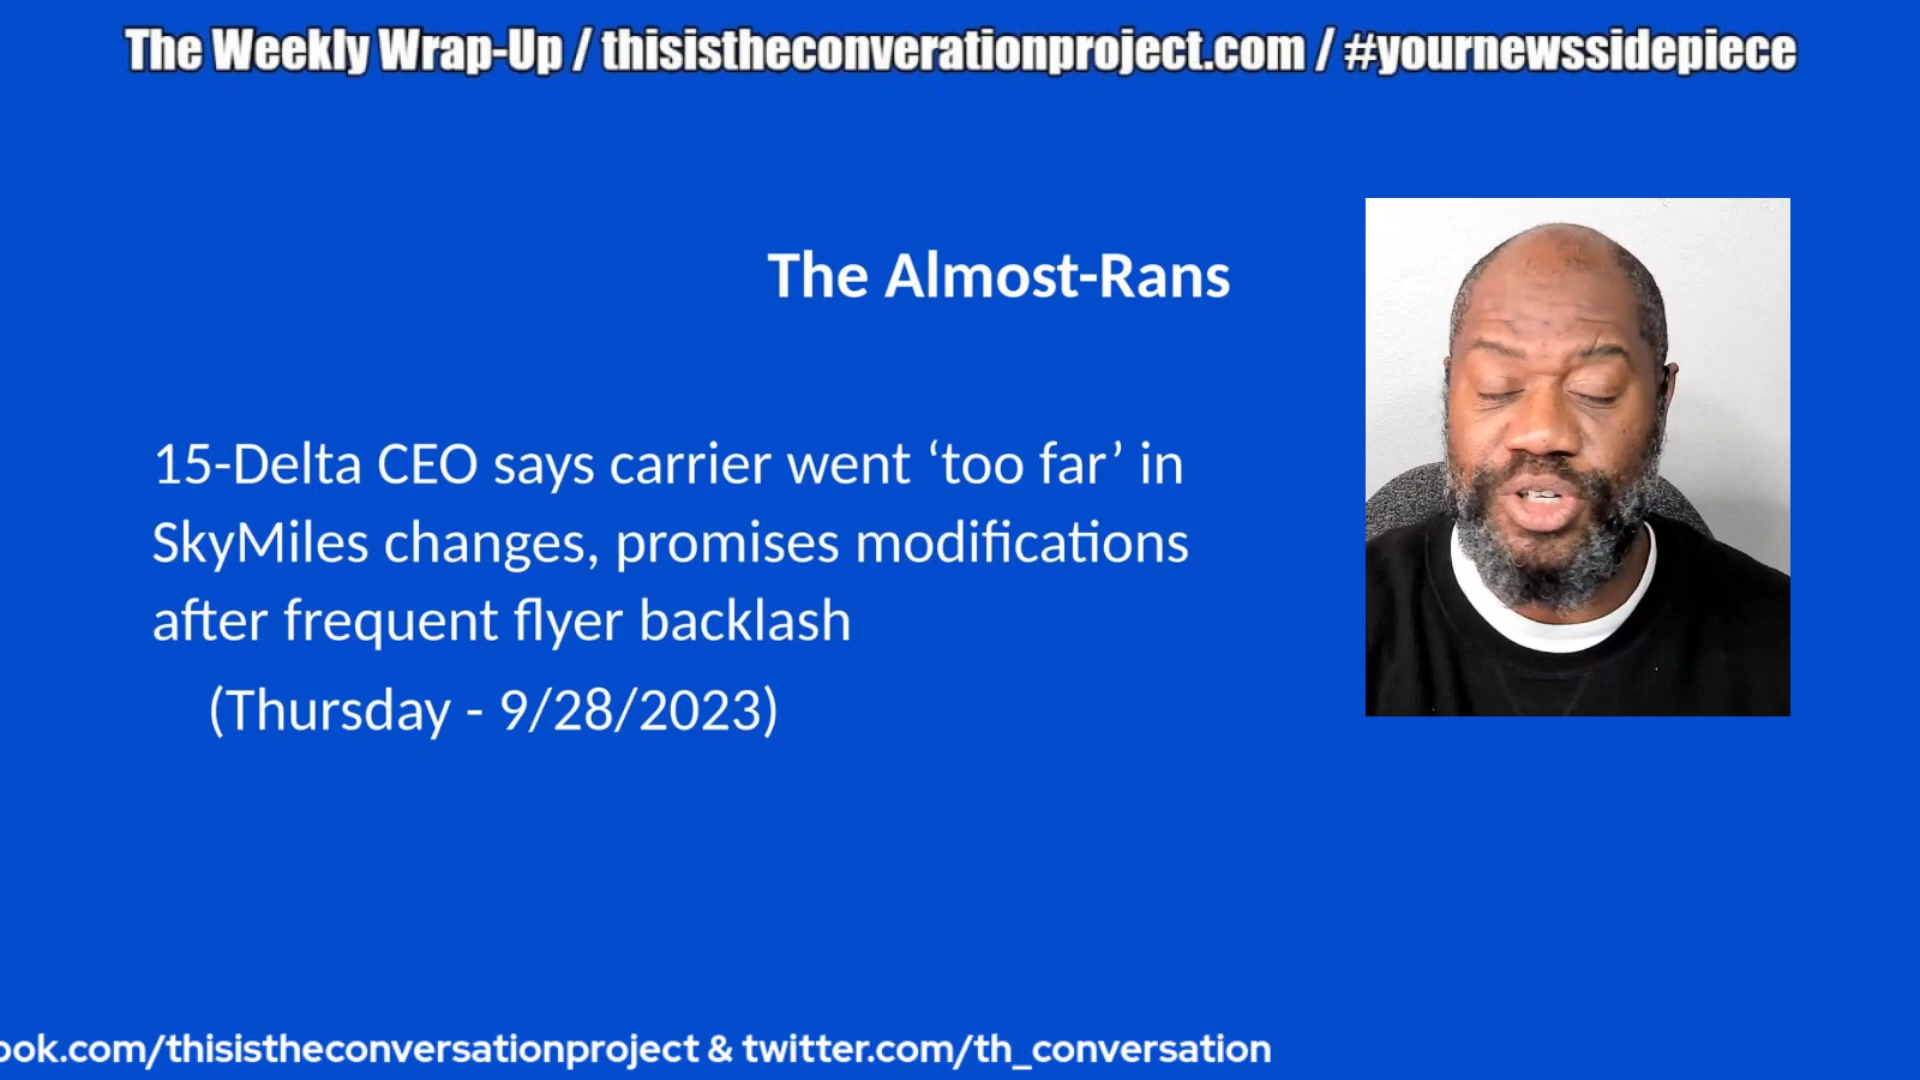 The Weekly Wrap-Up / thisistheconverationproject.com / #yournewssidepiece
The Almost-Rans
15-Delta CEO says carrier went ‘too far’ in
SkyMiles changes, promises modifications
after frequent flyer backlash
(Thursday - 9/28/2023)
ook.com/thisistheconversationproject & twitter.com/th_conversation